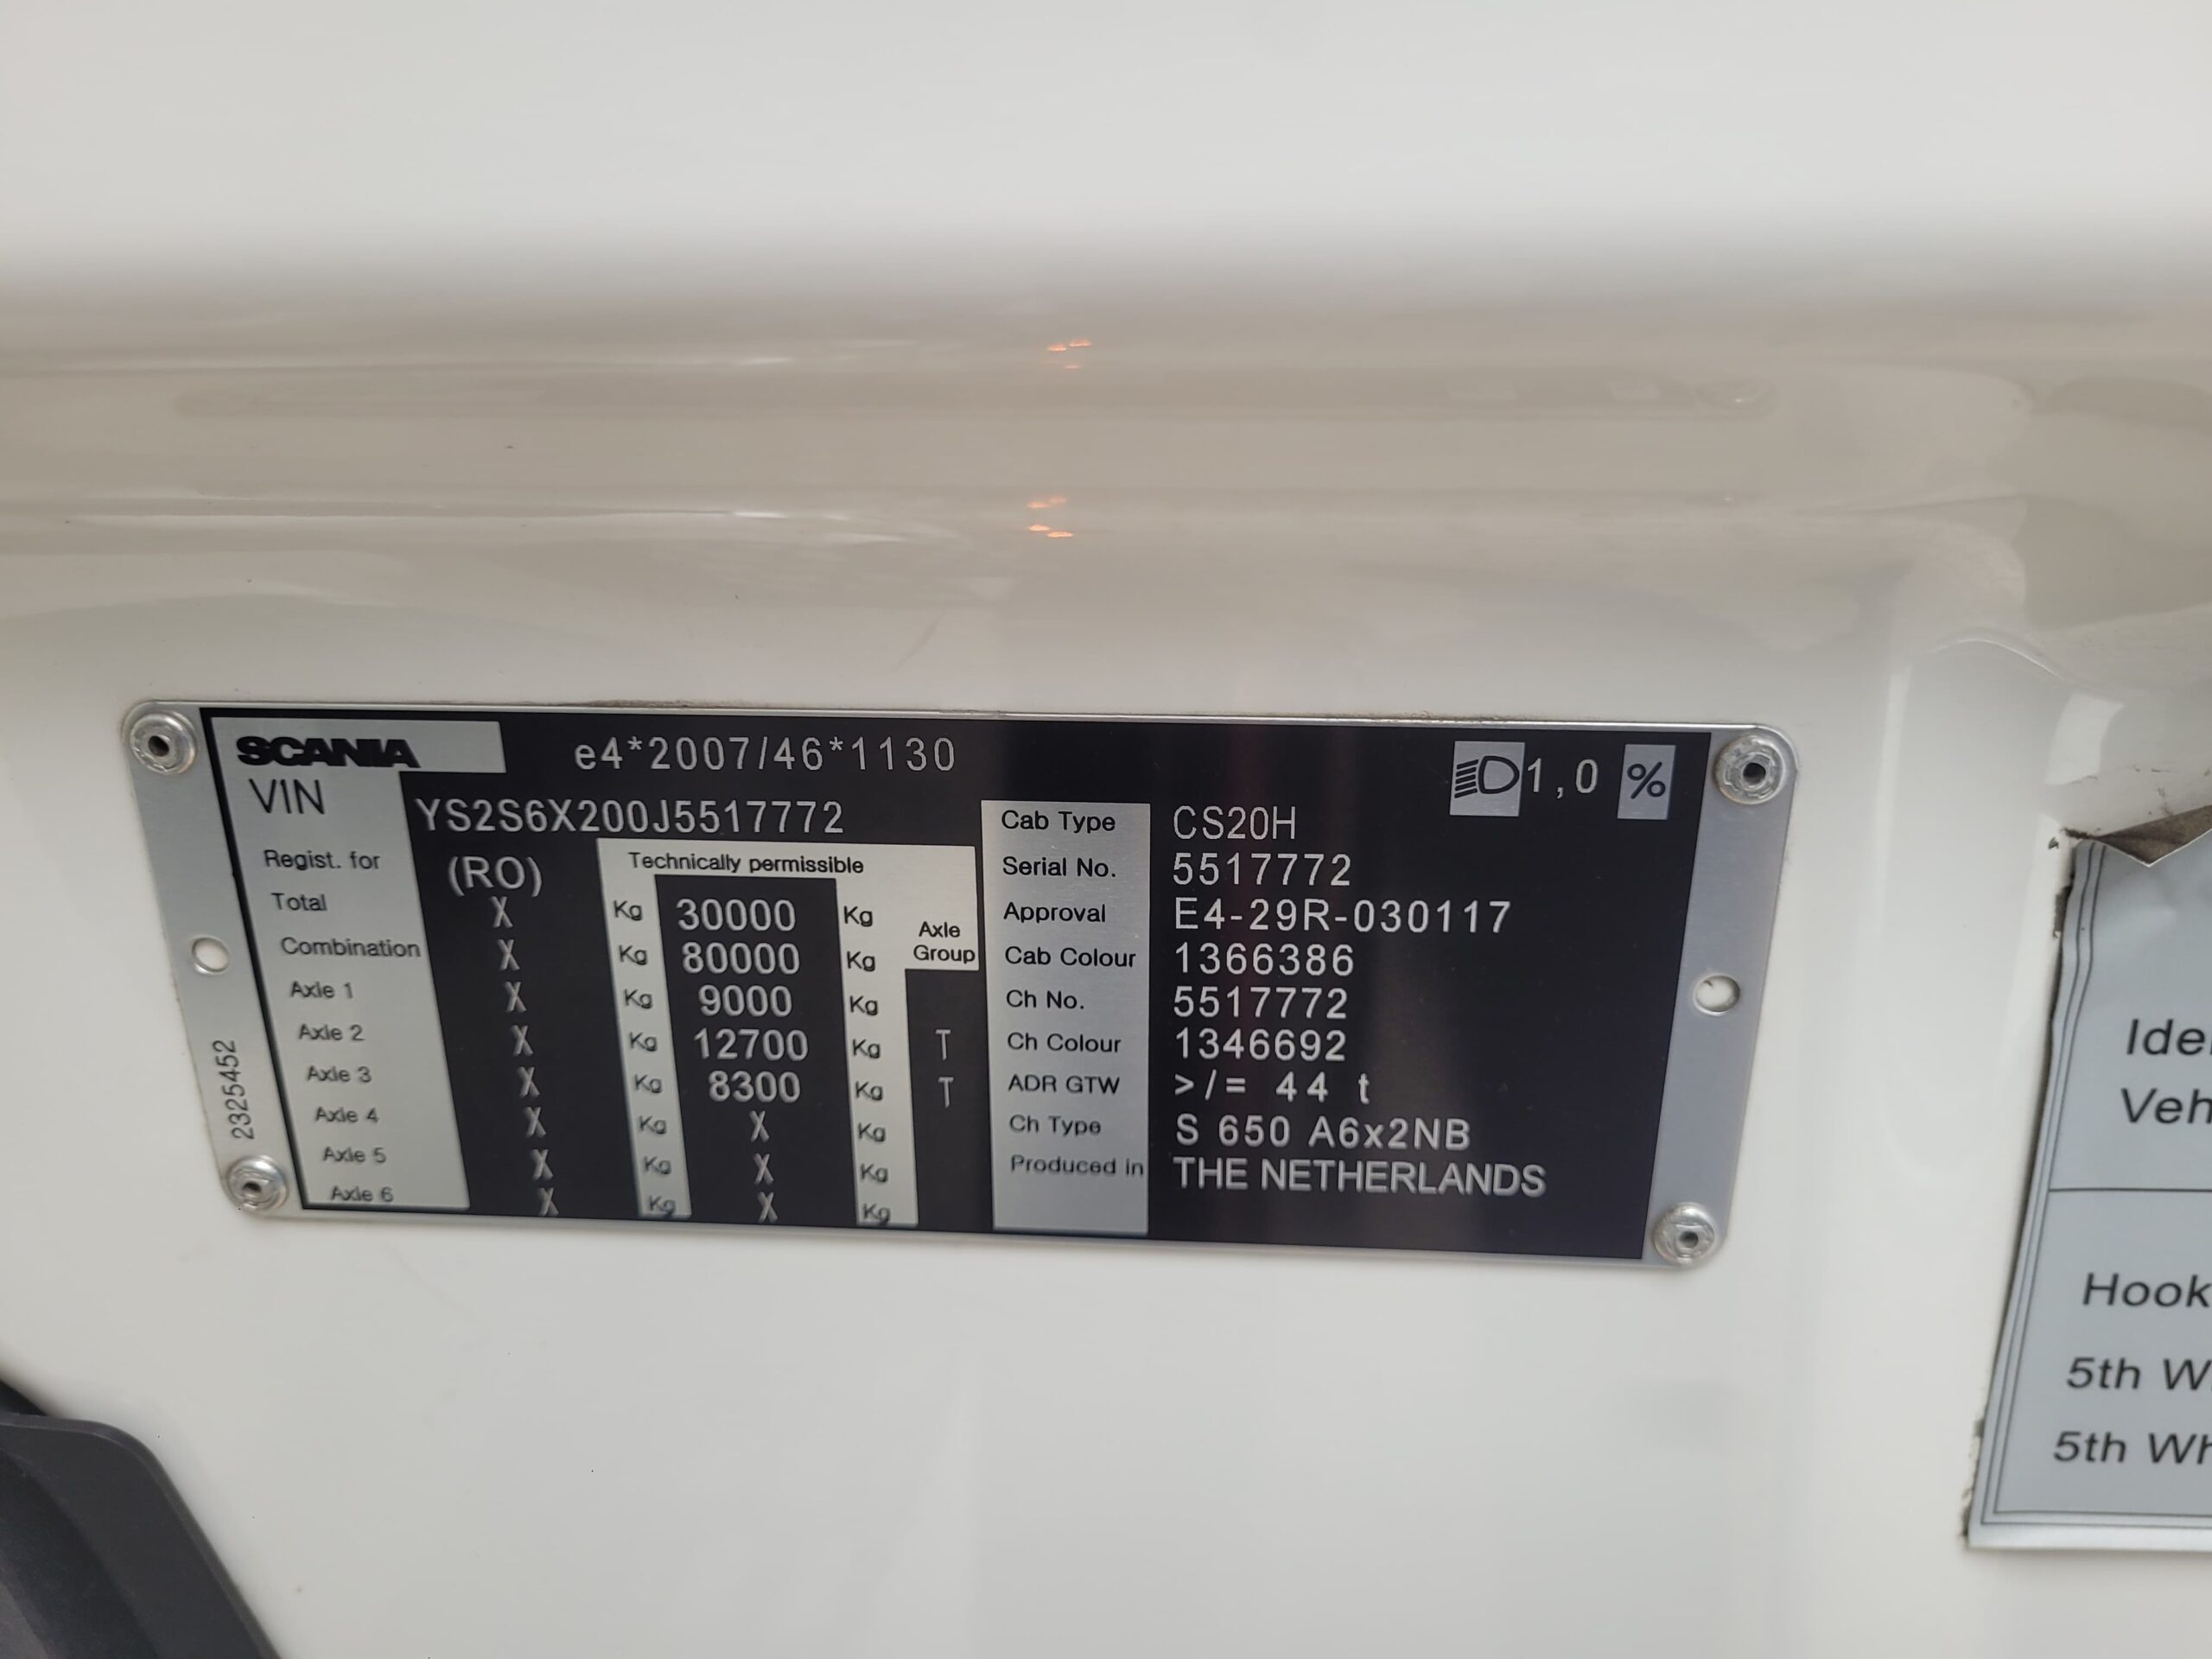 SCANIA e4*2007/46*1130 1,0 %
VIN YS2S6X200J5517772
Regist. for (RO)
Technically permissible
Total X Kg 30000 Kg
Axle Group
Combination X Kg 80000 Kg
Axle 1 X Kg 9000 Kg
Axle 2 X Kg 12700 Kg T
Axle 3 X Kg 8300 Kg T
Axle 4 X Kg X Kg
Axle 5 X Kg X Kg
Axle 6 X Kg X Kg
2325452
Cab Type CS20H
Serial No. 5517772
Approval E4-29R-030117
Cab Colour 1366386
Ch No. 5517772
Ch Colour 1346692
ADR GTW >/= 44 t
Ch Type S 650 A6x2NB
Produced in THE NETHERLANDS
Hook
5th
5th